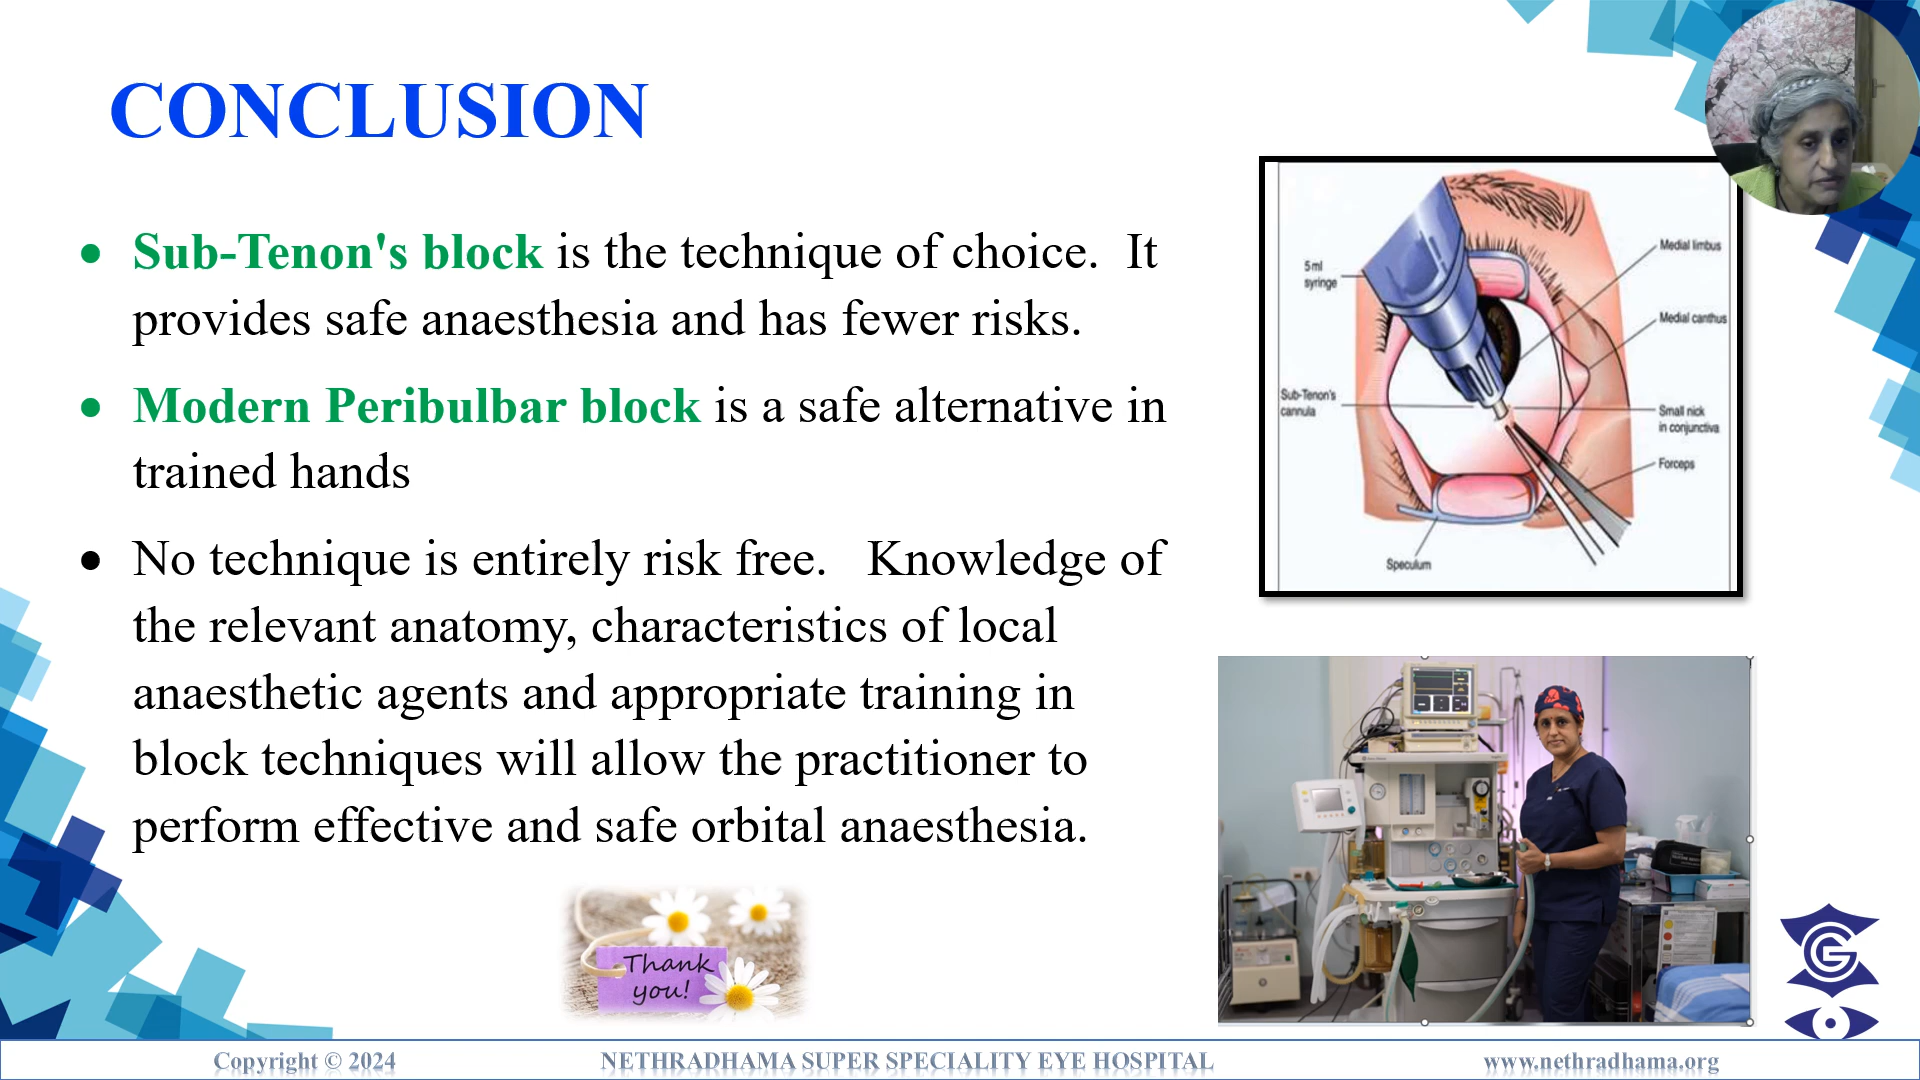 CONCLUSION
• Sub-Tenon's block is the technique of choice. It
provides safe anaesthesia and has fewer risks.
• Modern Peribulbar block is a safe alternative in
trained hands
• No technique is entirely risk free. Knowledge of
the relevant anatomy, characteristics of local
anaesthetic agents and appropriate training in
block techniques will allow the practitioner to
perform effective and safe orbital anaesthesia.
5 ml
syringe
Medial limbus
Medial canthus
Sub-Tenon's
cannula
Small nick
in conjunctiva
Forceps
Speculum
Thank
you!
Copyright © 2024
NETHRADHAMA SUPER SPECIALITY EYE HOSPITAL
www.nethradhama.org